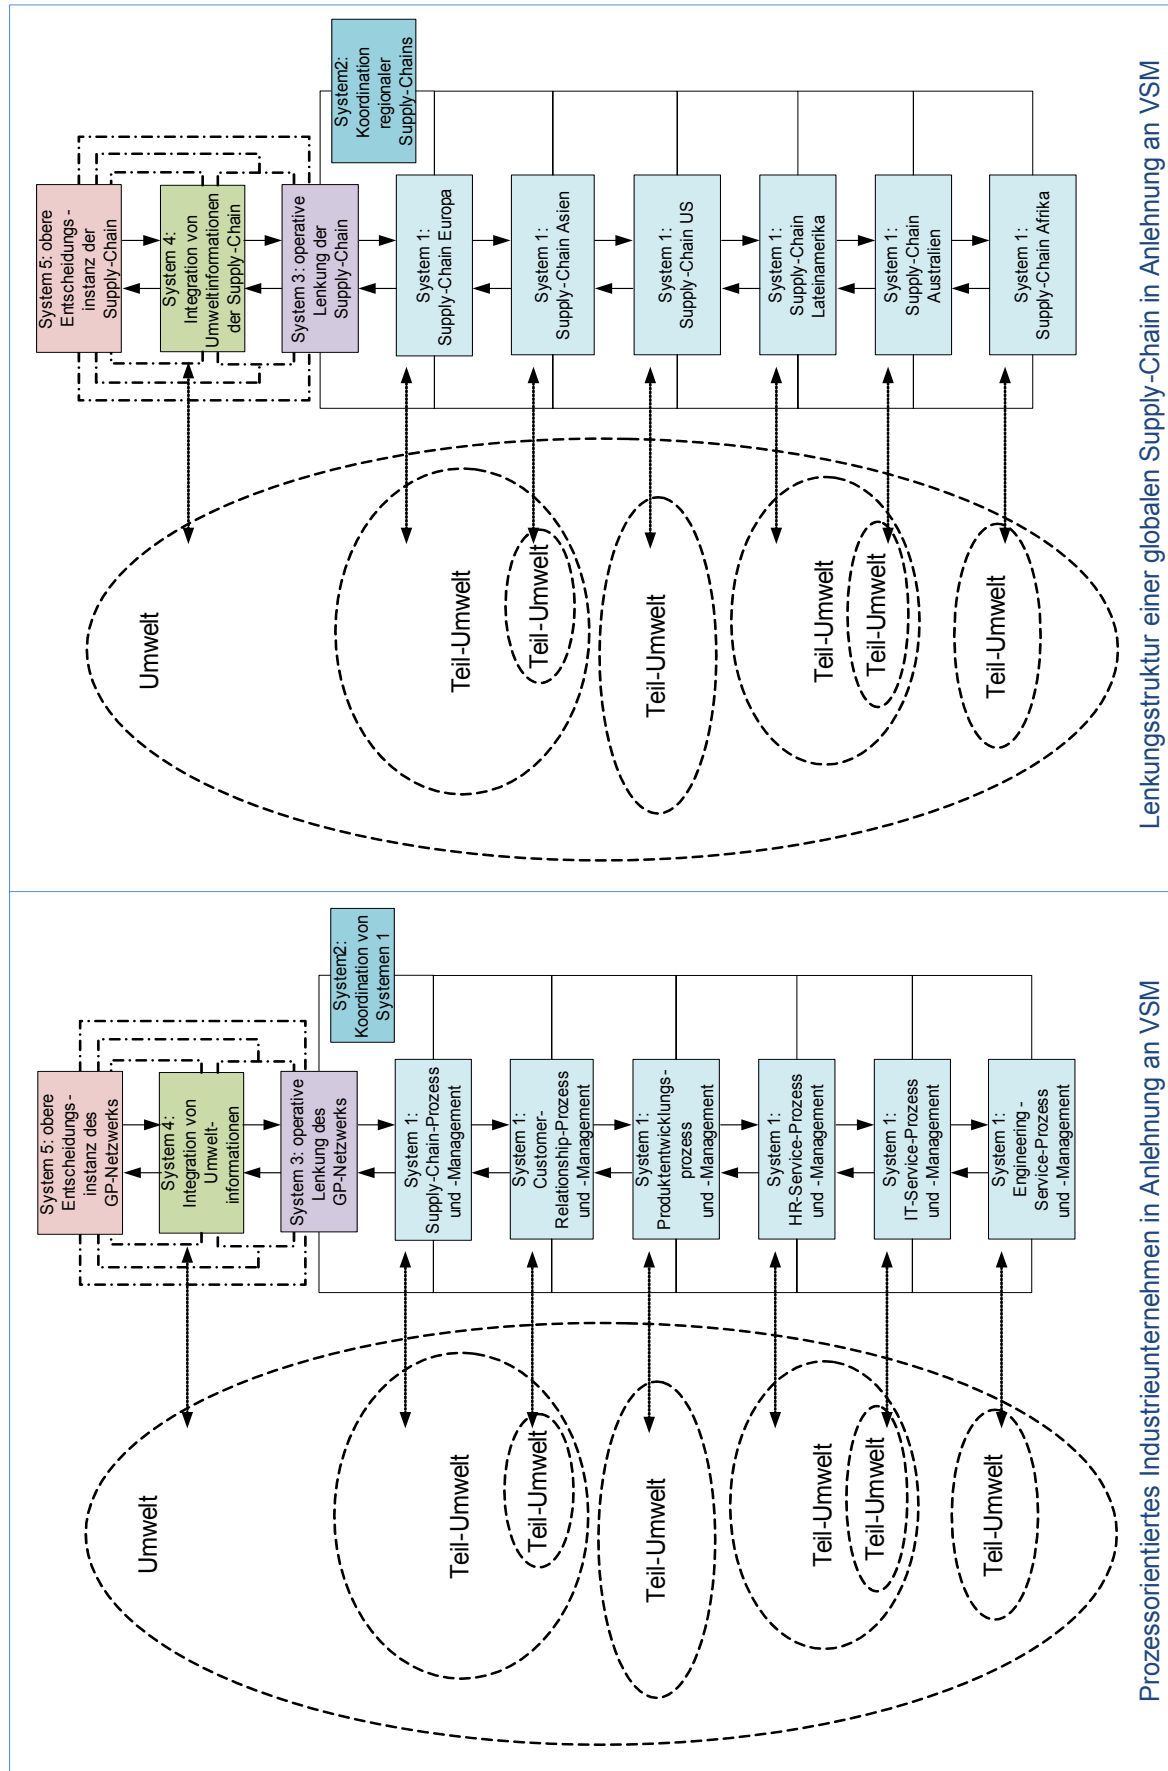 System 5: obere
Entscheidungs-
instanz des
GP-Netzwerks
System 4:
Integration von
Umwelt-
informationen
System 3: operative
Lenkung des
GP-Netzwerks
System2:
Koordination von
Systemen 1
System 1:
Supply-Chain-Prozess
und -Management
System 1:
Customer-
Relationship-Prozess
und -Management
System 1:
Produktentwicklungs-
prozess
und -Management
System 1:
HR-Service-Prozess
und -Management
System 1:
IT-Service-Prozess
und -Management
System 1:
Engineering-
Service-Prozess
und -Management
Umwelt
Teil-Umwelt
Teil-Umwelt
Teil-Umwelt
Teil-Umwelt
Teil-Umwelt
Teil-Umwelt
Prozessorientiertes Industrieunternehmen in Anlehnung an VSM
System 5: obere
Entscheidungs-
instanz der
Supply-Chain
System 4:
Integration von
Umweltinformationen
der Supply-Chain
System 3: operative
Lenkung der
Supply-Chain
System2:
Koordination
regionaler
Supply-Chains
System 1:
Supply-Chain Europa
System 1:
Supply-Chain Asien
System 1:
Supply-Chain US
System 1:
Supply-Chain
Lateinamerika
System 1:
Supply-Chain
Australien
System 1:
Supply-Chain Afrika
Umwelt
Teil-Umwelt
Teil-Umwelt
Teil-Umwelt
Teil-Umwelt
Teil-Umwelt
Teil-Umwelt
Lenkungsstruktur einer globalen Supply-Chain in Anlehnung an VSM